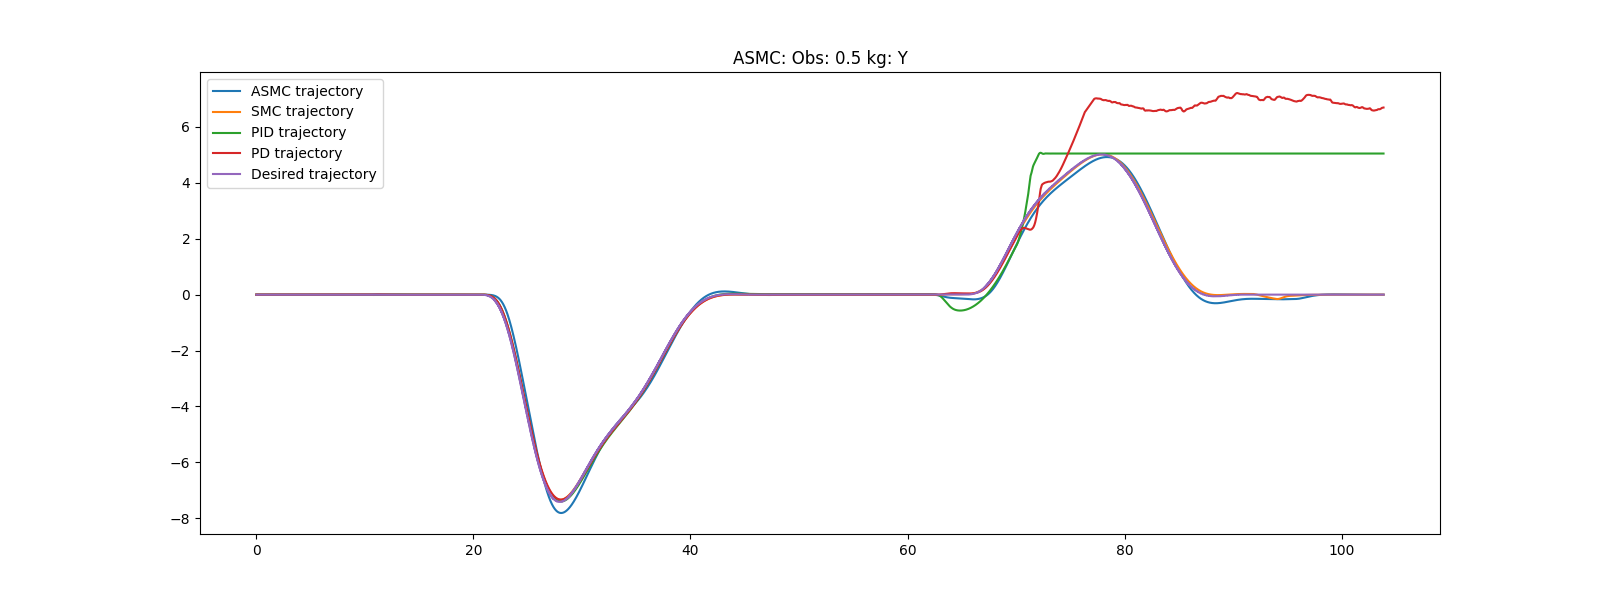 ASMC: Obs: 0.5 kg: Y
ASMC trajectory
SMC trajectory
PID trajectory
PD trajectory
Desired trajectory
6
4
2
0
−2
−4
−6
−8
0 20 40 60 80 100